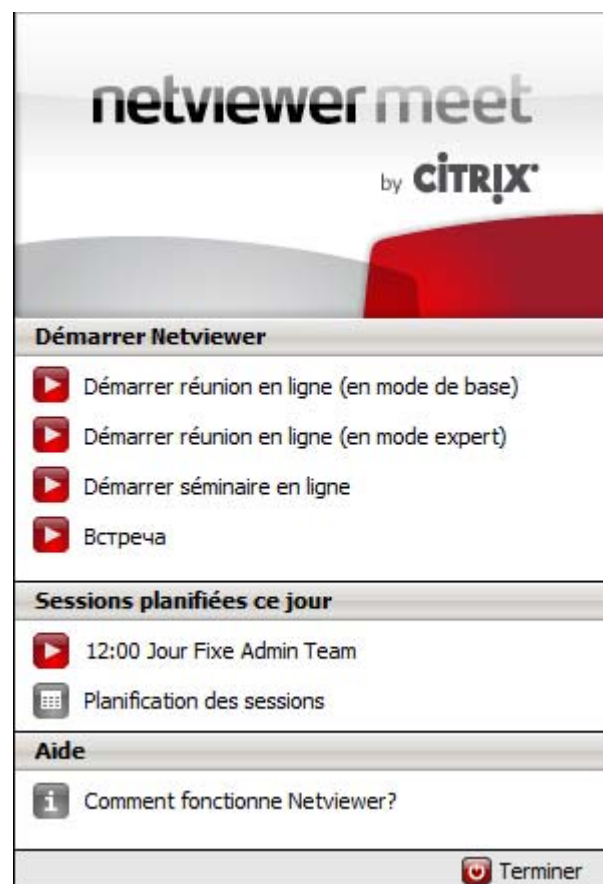 netviewer meet
by CITRIX
Démarrer Netviewer
Démarrer réunion en ligne (en mode de base)
Démarrer réunion en ligne (en mode expert)
Démarrer séminaire en ligne
Встреча
Sessions planifiées ce jour
12:00 Jour Fixe Admin Team
Planification des sessions
Aide
Comment fonctionne Netviewer?
Terminer